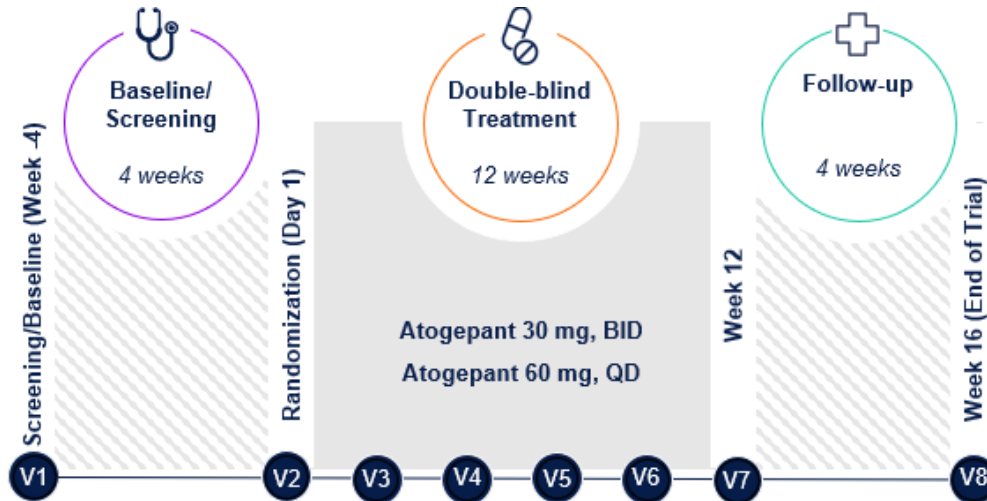 Baseline/
Screening
4 weeks
Double-blind
Treatment
12 weeks
Follow-up
4 weeks
Screening/Baseline (Week -4)
Randomization (Day 1)
Atogepant 30 mg, BID
Atogepant 60 mg, QD
Week 12
Week 16 (End of Trial)
V1
V2
V3
V4
V5
V6
V7
V8